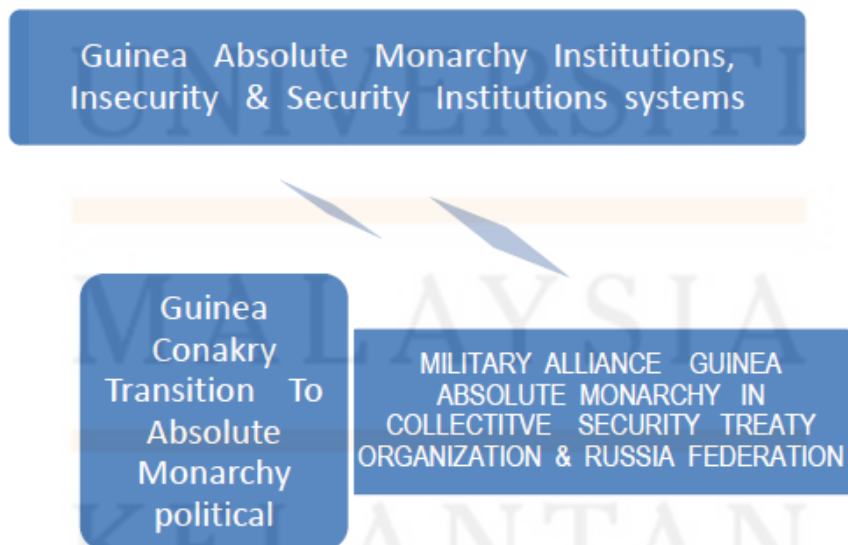 Guinea Absolute Monarchy Institutions,
Insecurity & Security Institutions systems
UNIVERSITI
MALAYSIA
Guinea
Conakry
Transition To
Absolute
Monarchy
political
MILITARY ALLIANCE GUINEA
ABSOLUTE MONARCHY IN
COLLECTITVE SECURITY TREATY
ORGANIZATION & RUSSIA FEDERATION
KELANTAN